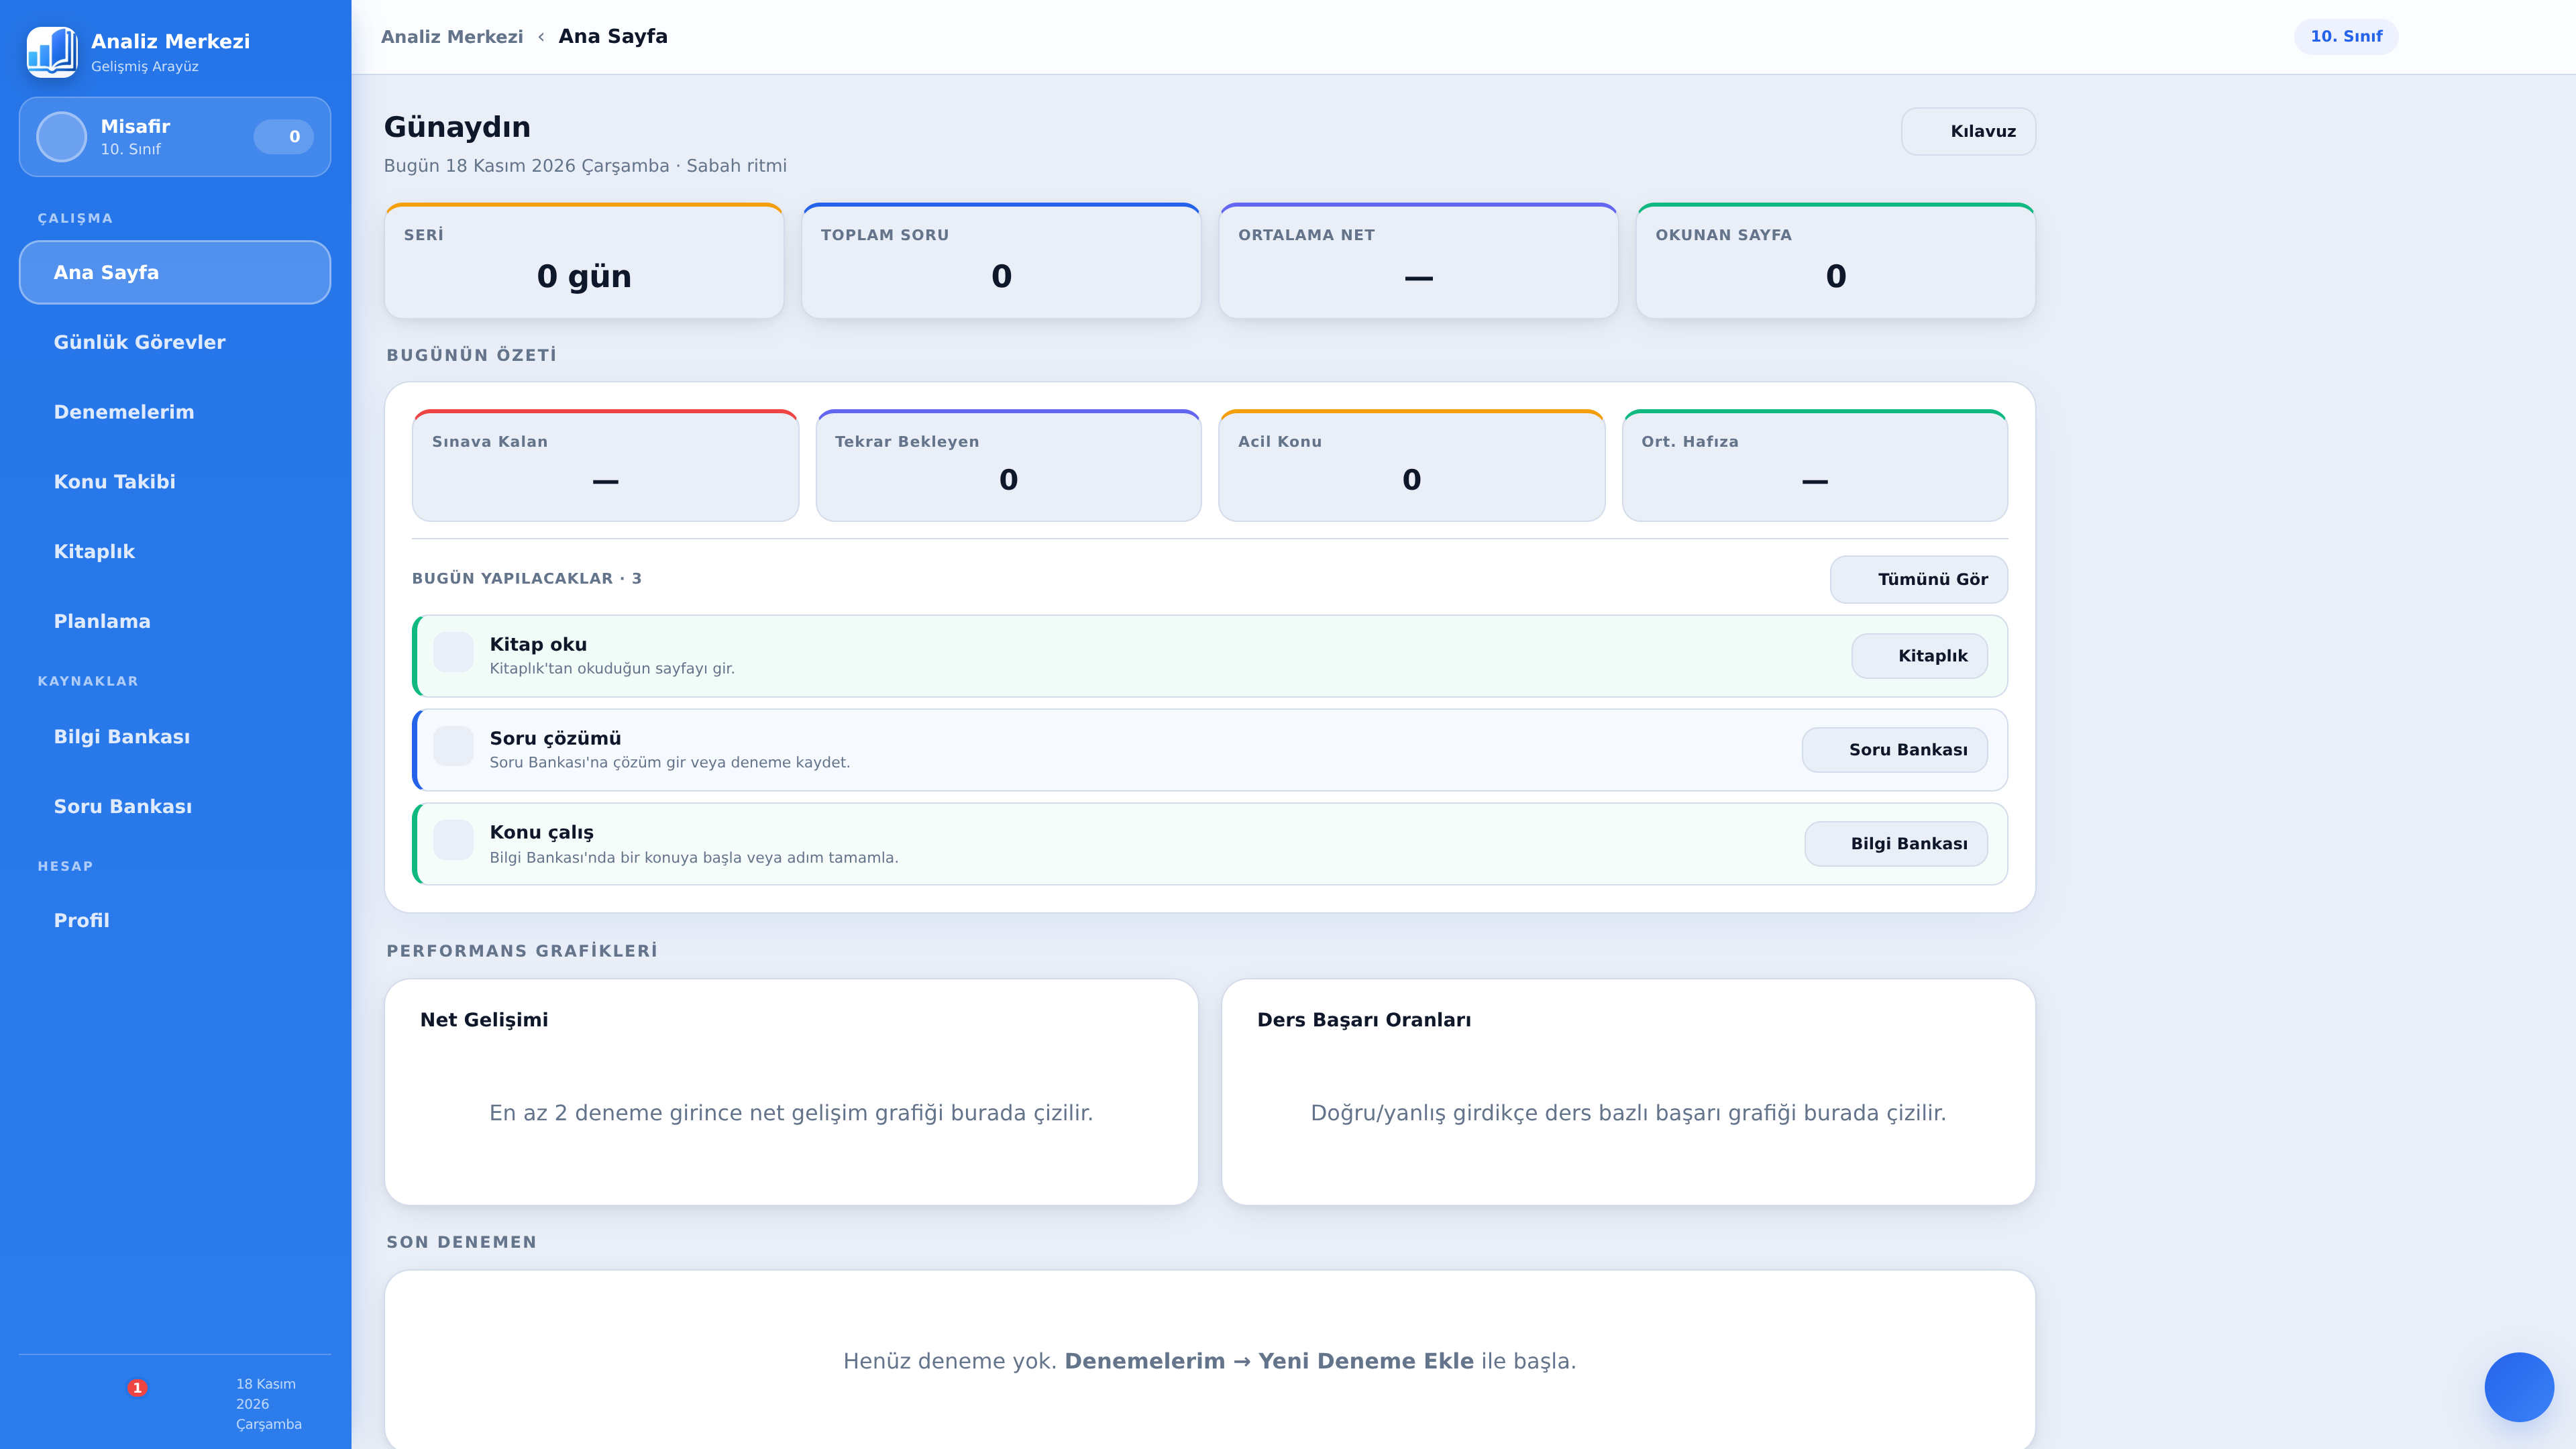 Analiz Merkezi
Gelişmiş Arayüz
Misafir
10. Sınıf
0
ÇALIŞMA
Ana Sayfa
Günlük Görevler
Denemelerim
Konu Takibi
Kitaplık
Planlama
KAYNAKLAR
Bilgi Bankası
Soru Bankası
HESAP
Profil
1
18 Kasım
2026
Çarşamba
Analiz Merkezi ‹ Ana Sayfa
10. Sınıf
Günaydın
Bugün 18 Kasım 2026 Çarşamba · Sabah ritmi
Kılavuz
SERİ
0 gün
TOPLAM SORU
0
ORTALAMA NET
—
OKUNAN SAYFA
0
BUGÜNÜN ÖZETİ
Sınava Kalan
—
Tekrar Bekleyen
0
Acil Konu
0
Ort. Hafıza
—
BUGÜN YAPILACAKLAR · 3
Tümünü Gör
Kitap oku
Kitaplık'tan okuduğun sayfayı gir.
Kitaplık
Soru çözümü
Soru Bankası'na çözüm gir veya deneme kaydet.
Soru Bankası
Konu çalış
Bilgi Bankası'nda bir konuya başla veya adım tamamla.
Bilgi Bankası
PERFORMANS GRAFİKLERİ
Net Gelişimi
En az 2 deneme girince net gelişim grafiği burada çizilir.
Ders Başarı Oranları
Doğru/yanlış girdikçe ders bazlı başarı grafiği burada çizilir.
SON DENEMEN
Henüz deneme yok. Denemelerim → Yeni Deneme Ekle ile başla.